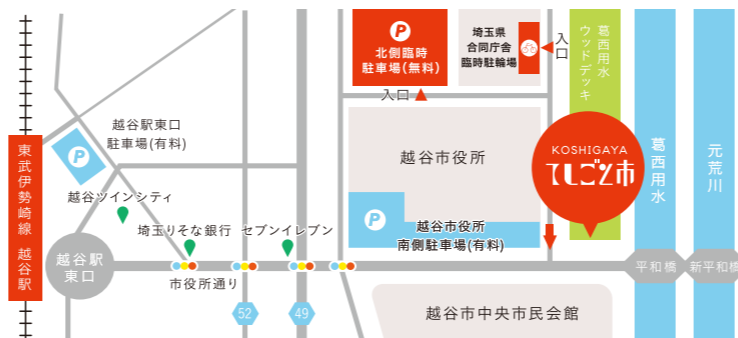 P
北側臨時
駐車場(無料)
埼玉県
合同庁舎
臨時駐輪場
入口
葛西用水
ウッドデッキ
入口
越谷駅東口
駐車場(有料)
P
東武伊勢崎線 越谷駅
越谷市役所
KOSHIGAYA
てしごと市
葛西用水
元荒川
越谷ツインシティ
P
越谷市役所
南側駐車場(有料)
埼玉りそな銀行
セブンイレブン
越谷駅
東口
市役所通り
平和橋
新平和橋
52
49
越谷市中央市民会館